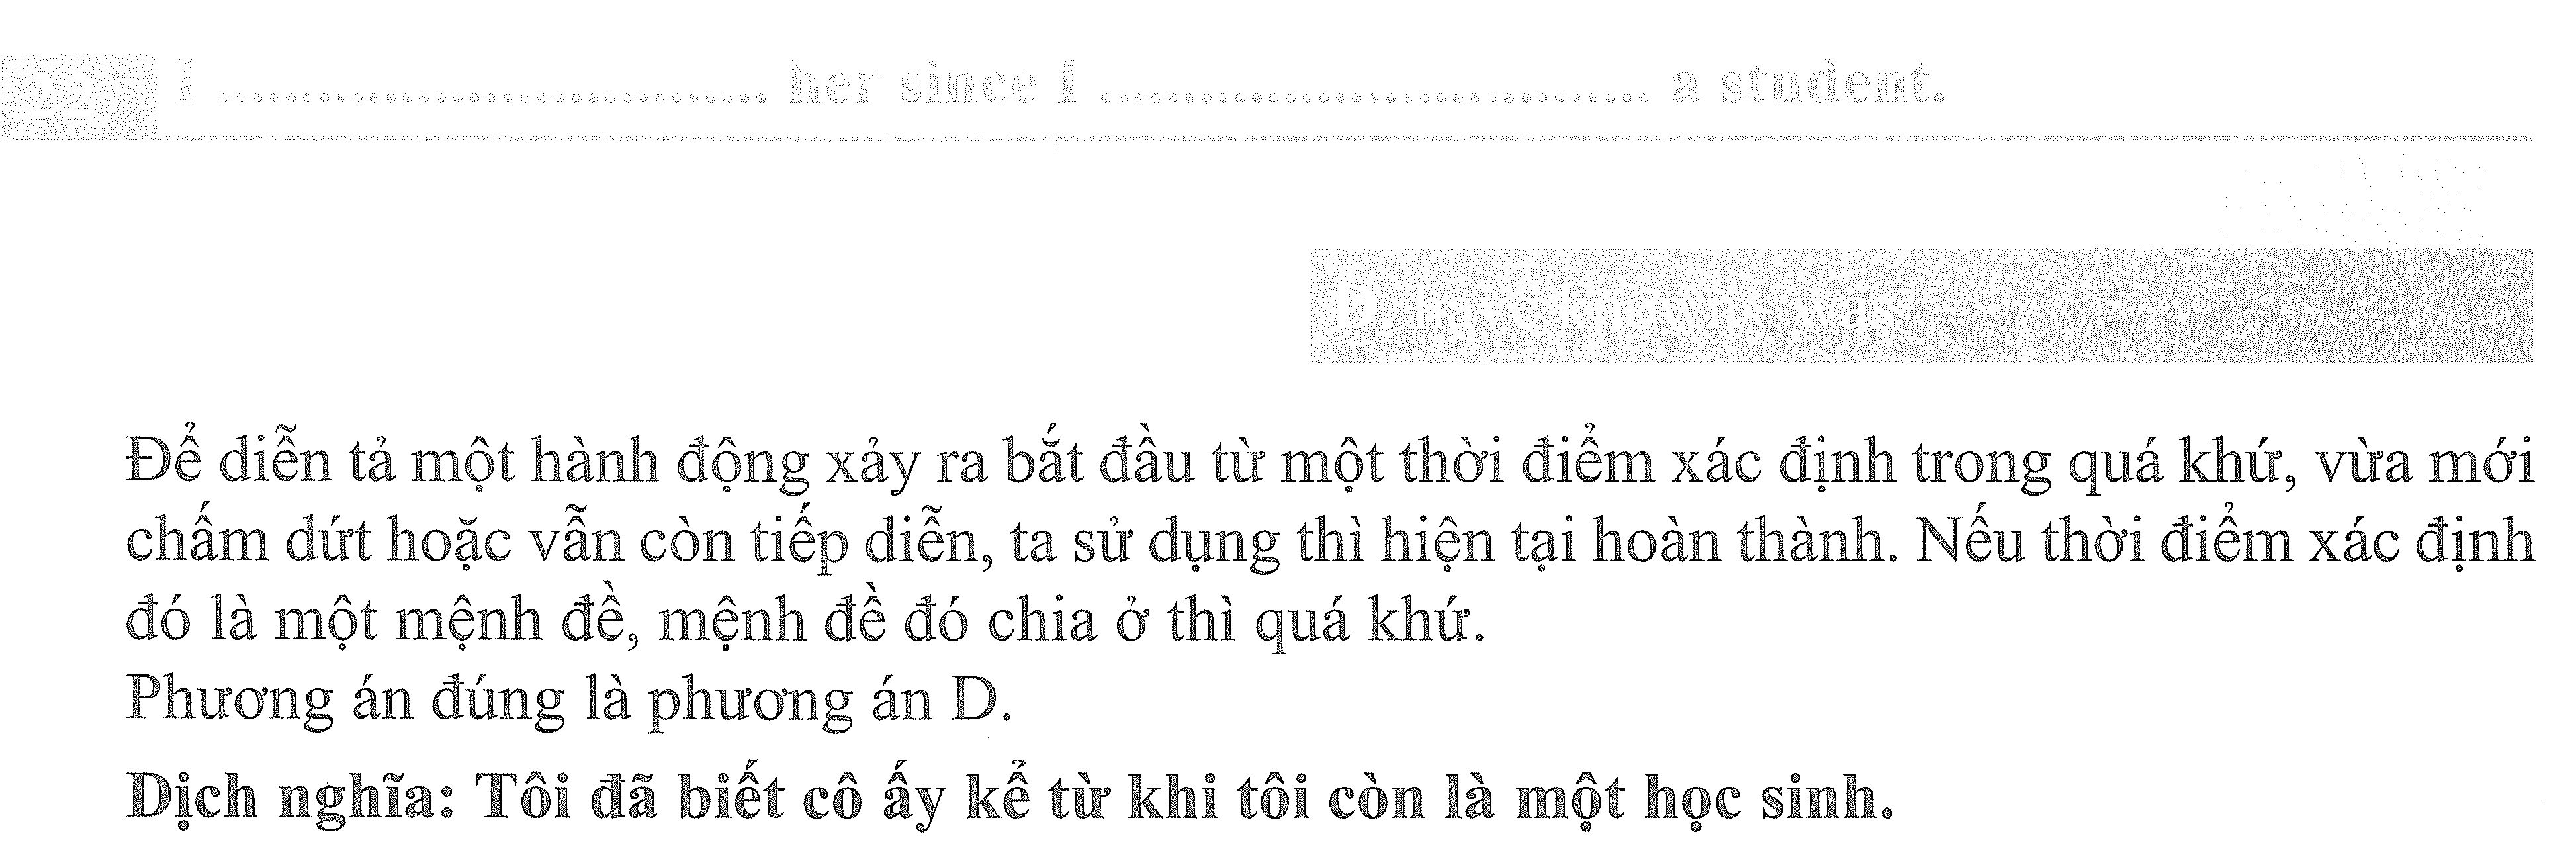 22 I .................................. her since I .................................. a student.
D. have known/ was
Để diễn tả một hành động xảy ra bắt đầu từ một thời điểm xác định trong quá khứ, vừa mới
chấm dứt hoặc vẫn còn tiếp diễn, ta sử dụng thì hiện tại hoàn thành. Nếu thời điểm xác định
đó là một mệnh đề, mệnh đề đó chia ở thì quá khứ.
Phương án đúng là phương án D.
Dịch nghĩa: Tôi đã biết cô ấy kể từ khi tôi còn là một học sinh.